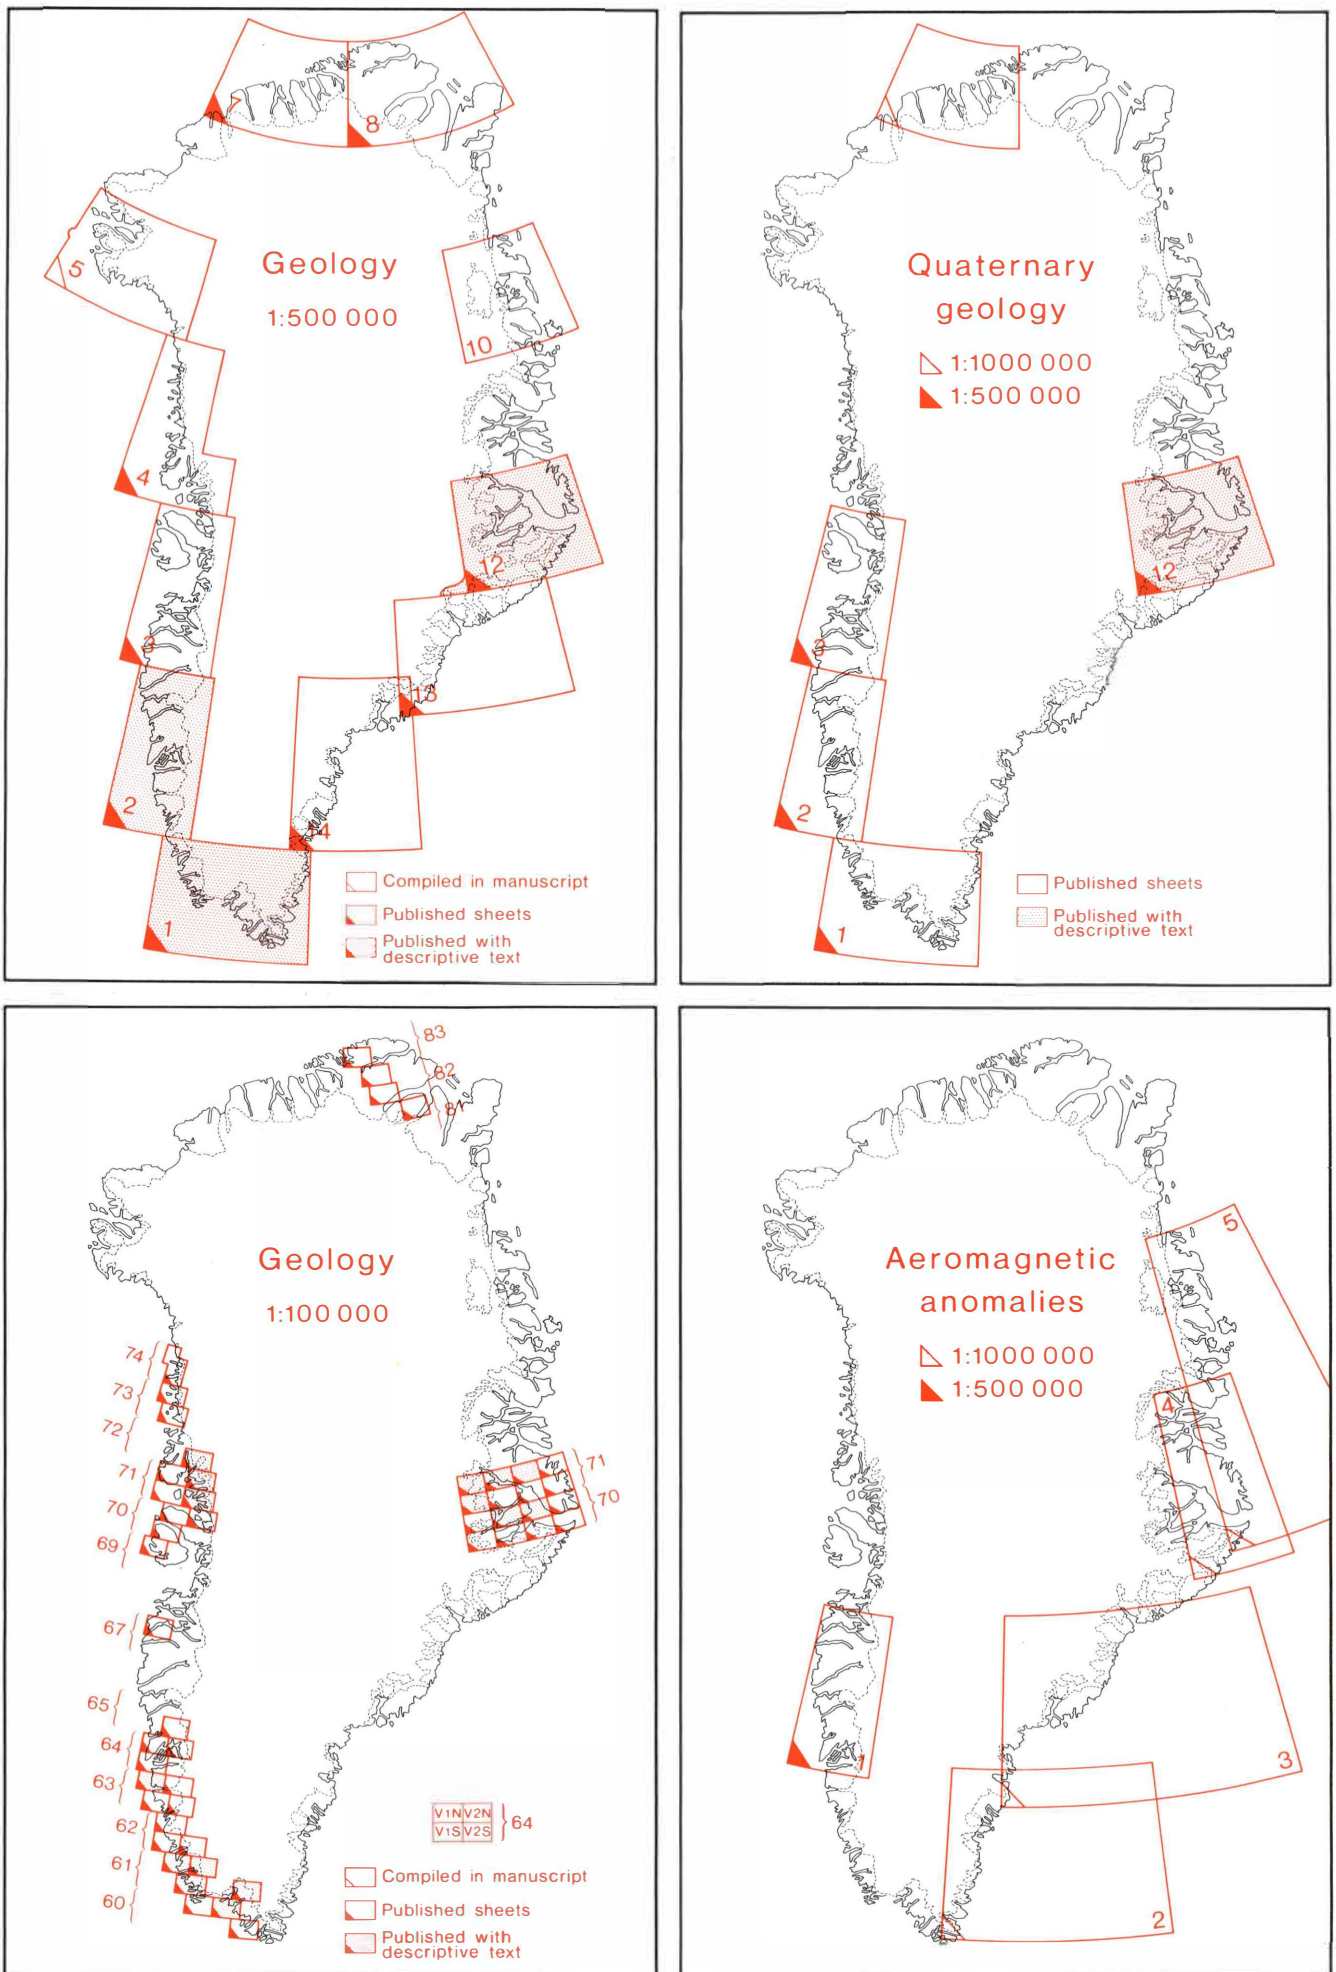 7
8
5
Geology
1:500 000
10
4
12
3
13
2
14
1
Compiled in manuscript
Published sheets
Published with
descriptive text
Quaternary
geology
1:1000 000
1:500 000
12
3
2
1
Published sheets
Published with
descriptive text
83
82
81
Geology
1:100 000
74
73
72
71
70
69
67
65
64
63
62
61
60
71
70
V1N V2N
V1S V2S
64
Compiled in manuscript
Published sheets
Published with
descriptive text
5
Aeromagnetic
anomalies
1:1000 000
1:500 000
4
1
3
2